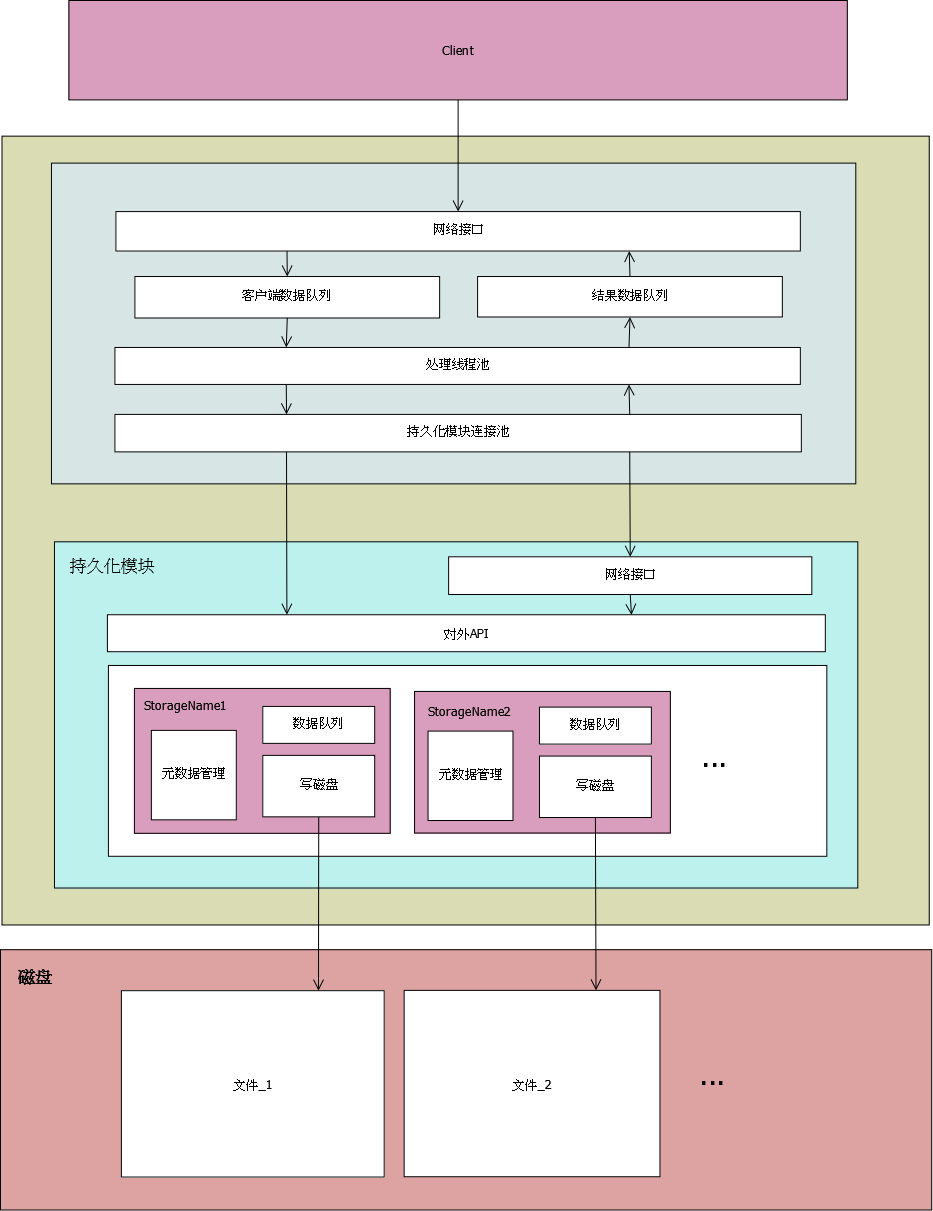 Client
网络接口
客户端数据队列
结果数据队列
处理线程池
持久化模块连接池
持久化模块
网络接口
对外API
StorageName1
数据队列
元数据管理
写磁盘
StorageName2
数据队列
元数据管理
写磁盘
...
磁盘
文件_1
文件_2
...